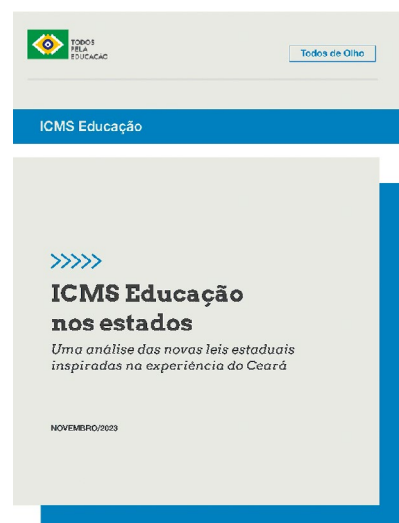 TODOS
PELA
EDUCAÇÃO
Todos de Olho
ICMS Educação
>>>>>
ICMS Educação
nos estados
Uma análise das novas leis estaduais
inspiradas na experiência do Ceará
NOVEMBRO/2023